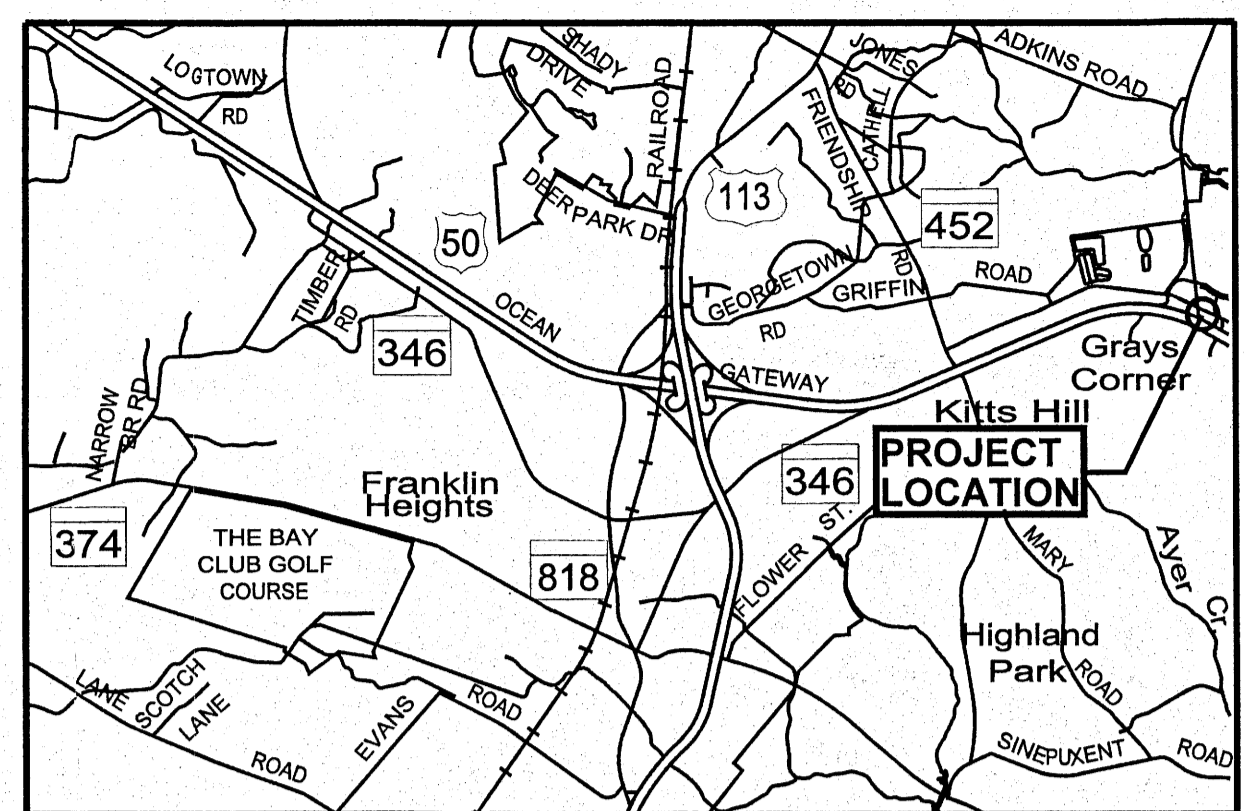 LOGTOWN
RD
SHADY
DRIVE
RAILROAD
JONES
RD
ADKINS ROAD
CATHELL
FRIENDSHIP
RD
DEERPARK DR
113
452
50
TIMBER
RD
346
OCEAN
GATEWAY
GEORGETOWN
RD
GRIFFIN
ROAD
Grays
Corner
Kitts Hill
PROJECT
LOCATION
346
NARROW
BR. RD
Franklin
Heights
374
THE BAY
CLUB GOLF
COURSE
818
FLOWER ST.
MARY
ROAD
Ayer
Cr.
Highland
Park
LANE
ROAD
SCOTCH
LANE
EVANS
ROAD
SINEPUXENT
ROAD